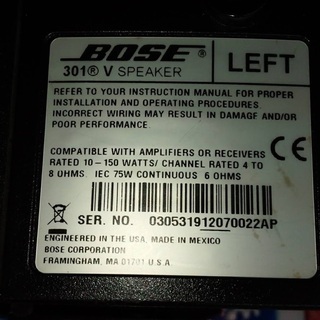 BOSE®
301® V SPEAKER
LEFT
REFER TO YOUR INSTRUCTION MANUAL FOR PROPER
INSTALLATION AND OPERATING PROCEDURES.
INCORRECT WIRING MAY RESULT IN DAMAGE AND/OR
POOR PERFORMANCE.
CE
COMPATIBLE WITH AMPLIFIERS OR RECEIVERS
RATED 10 - 150 WATTS/ CHANNEL RATED 4 TO
8 OHMS. IEC 75W CONTINUOUS 6 OHMS
SER. NO. 030531912070022AP
ENGINEERED IN THE USA, MADE IN MEXICO
BOSE CORPORATION
FRAMINGHAM, MA 01701 U.S.A.